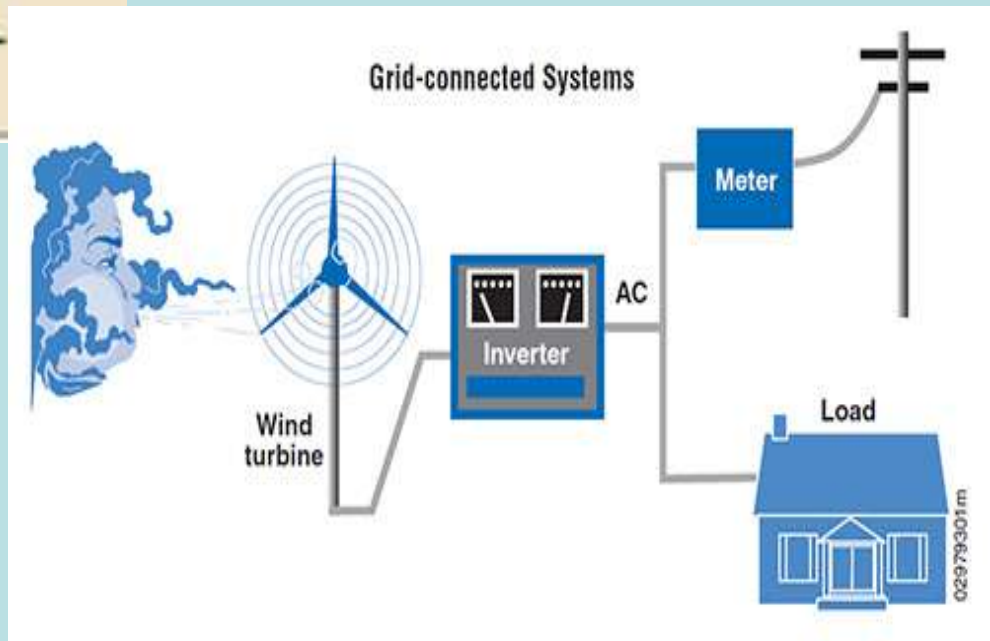 Grid-connected Systems
Meter
AC
Inverter
Wind
turbine
Load
02979301m